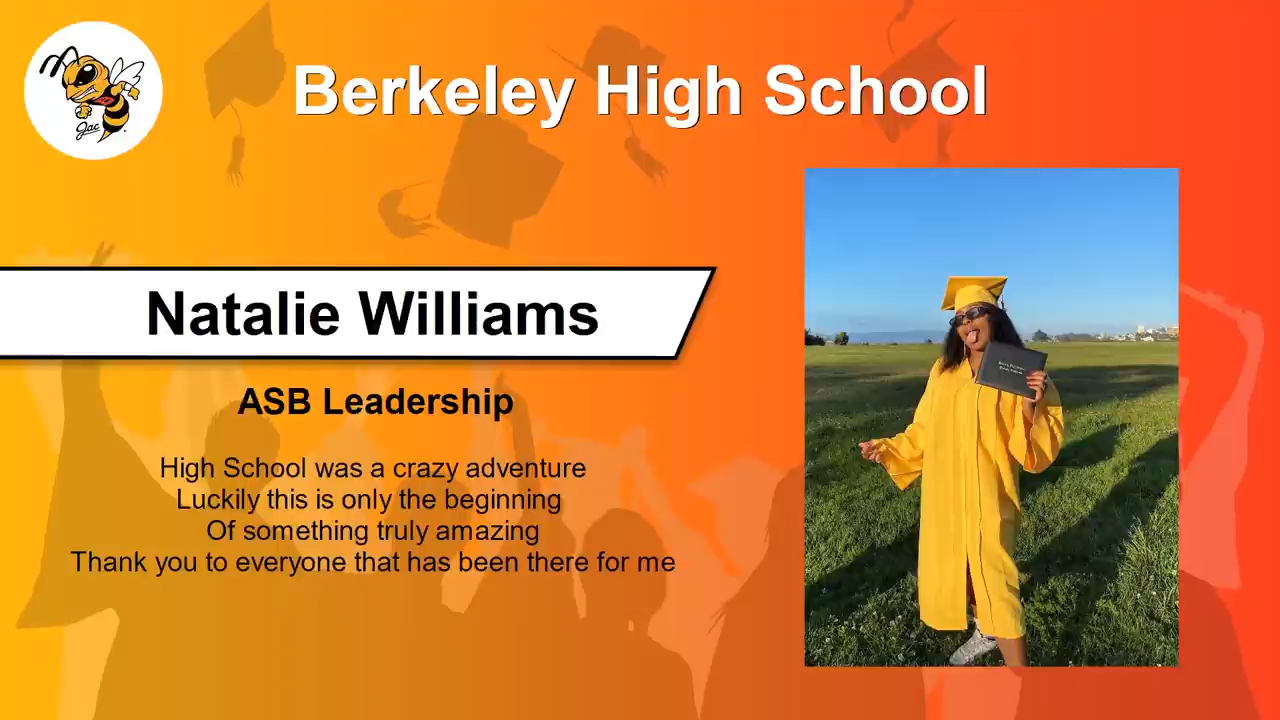 Berkeley High School
Jac
Natalie Williams
ASB Leadership
High School was a crazy adventure
Luckily this is only the beginning
Of something truly amazing
Thank you to everyone that has been there for me